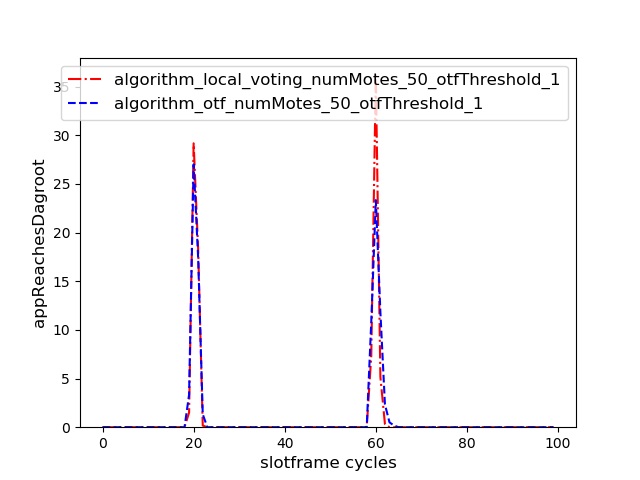 algorithm_local_voting_numMotes_50_otfThreshold_1
algorithm_otf_numMotes_50_otfThreshold_1
35
30
25
20
15
10
5
0
appReachesDagroot
0 20 40 60 80 100
slotframe cycles